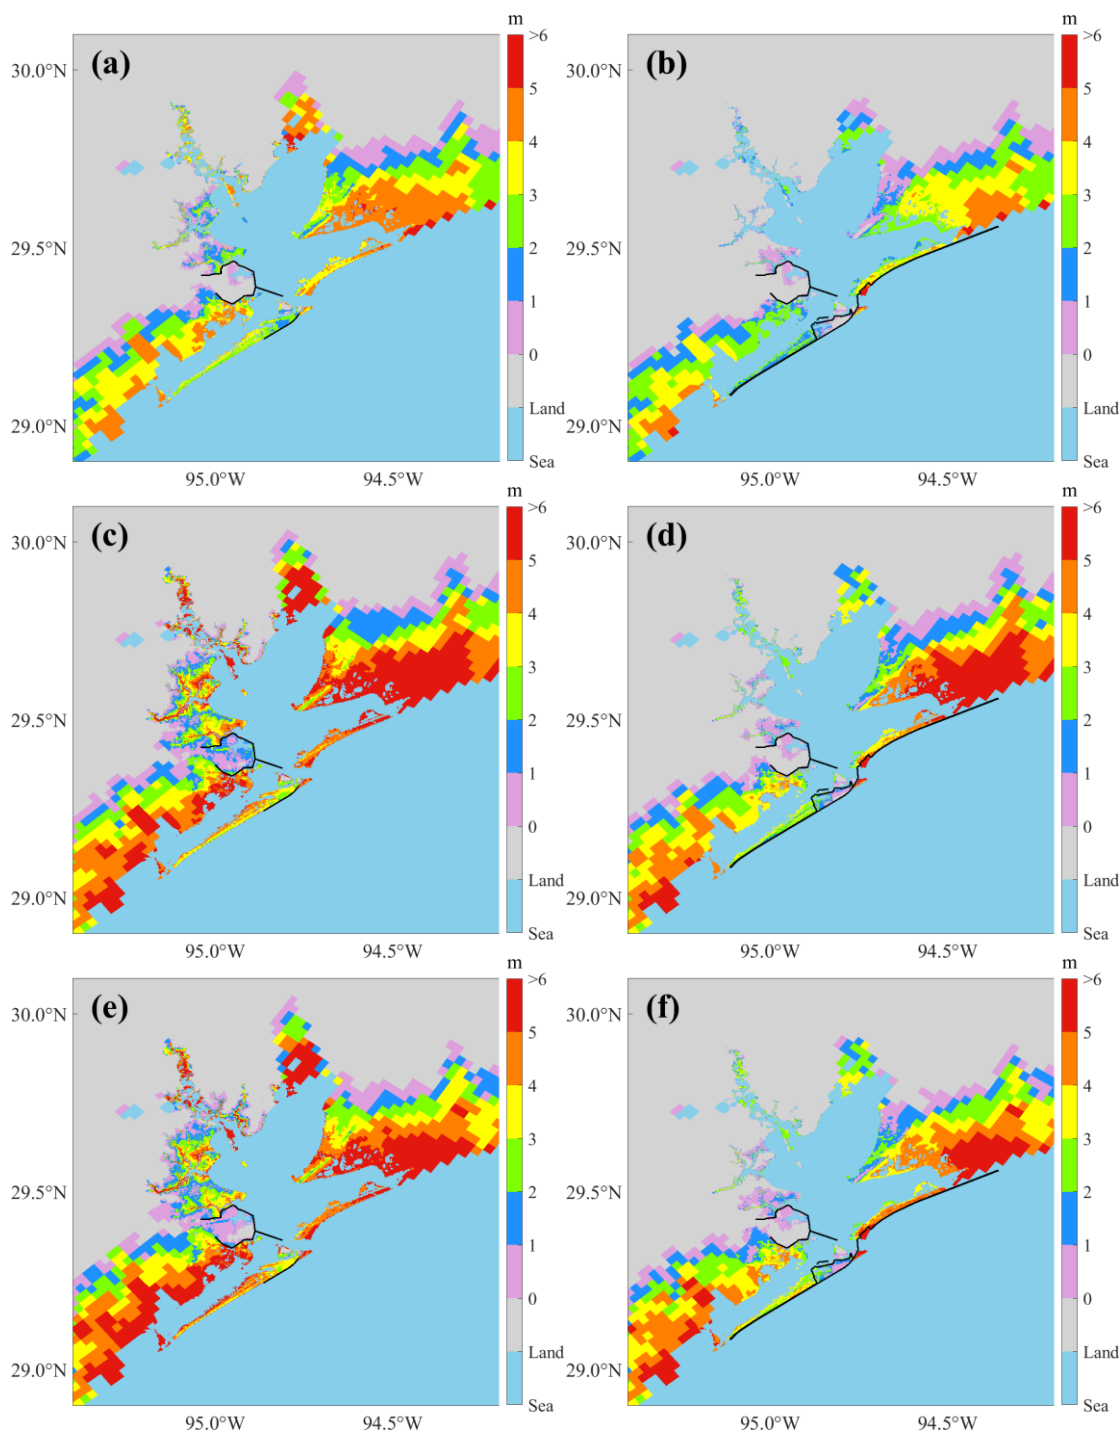 m m
(a) >6 (b) >6
30.0°N 30.0°N
5 5
4 4
3 3
29.5°N 29.5°N
2 2
1 1
0 0
Land Land
29.0°N 29.0°N
Sea Sea
95.0°W 94.5°W 95.0°W 94.5°W
m m
(c) >6 (d) >6
30.0°N 30.0°N
5 5
4 4
3 3
29.5°N 29.5°N
2 2
1 1
0 0
Land Land
29.0°N 29.0°N
Sea Sea
95.0°W 94.5°W 95.0°W 94.5°W
m m
(e) >6 (f) >6
30.0°N 30.0°N
5 5
4 4
3 3
29.5°N 29.5°N
2 2
1 1
0 0
Land Land
29.0°N 29.0°N
Sea Sea
95.0°W 94.5°W 95.0°W 94.5°W